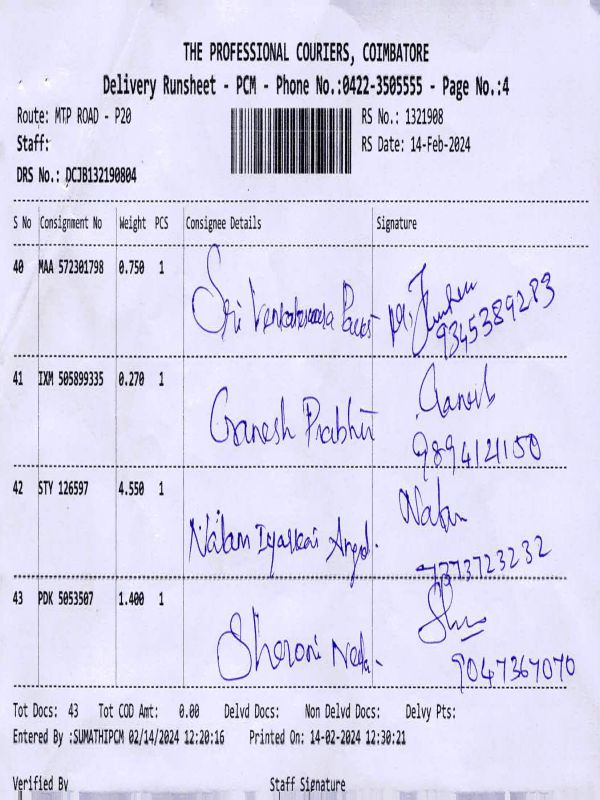 THE PROFESSIONAL COURIERS, COIMBATORE
Delivery Runsheet - PCM - Phone No.:0422-3505555 - Page No.:4
Route: MTP ROAD - P20 RS No.: 1321908
Staff: RS Date: 14-Feb-2024
DRS No.: DCJB132190804
S No Consignment No Weight PCS Consignee Details Signature
40 MAA 572301798 0.750 1
Sri 9345389283
41 IXM 505899335 0.270 1
Ganesh Prabhu
9894121150
42 STY 126597 4.550 1
Nalam
7373723232
43 PDK 5053507 1.400 1
9047367070
Tot Docs: 43 Tot COD Amt: 0.00 Delvd Docs: Non Delvd Docs: Delvy Pts:
Entered By :SUMATHIPCM 02/14/2024 12:20:16 Printed On: 14-02-2024 12:30:21
Verified By Staff Signature